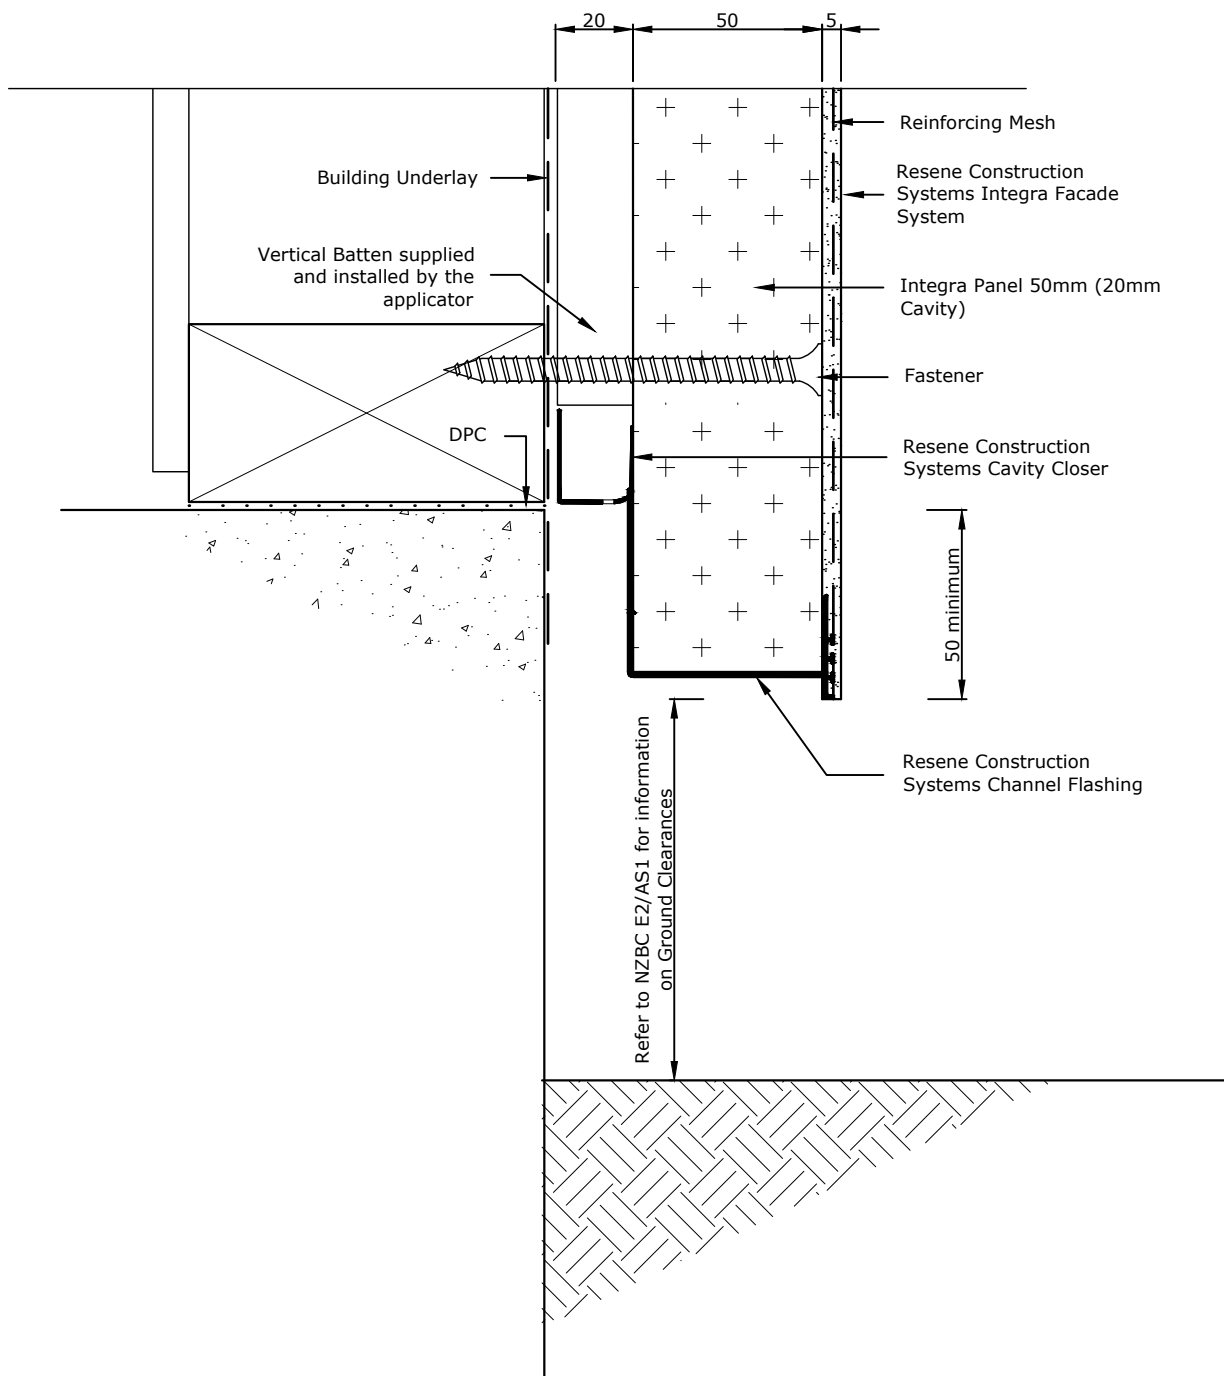 20
50
5
Reinforcing Mesh
Resene Construction
Systems Integra Facade
System
Building Underlay
Vertical Batten supplied
and installed by the
applicator
Integra Panel 50mm (20mm
Cavity)
Fastener
DPC
Resene Construction
Systems Cavity Closer
50 minimum
Resene Construction
Systems Channel Flashing
Refer to NZBC E2/AS1 for information
on Ground Clearances